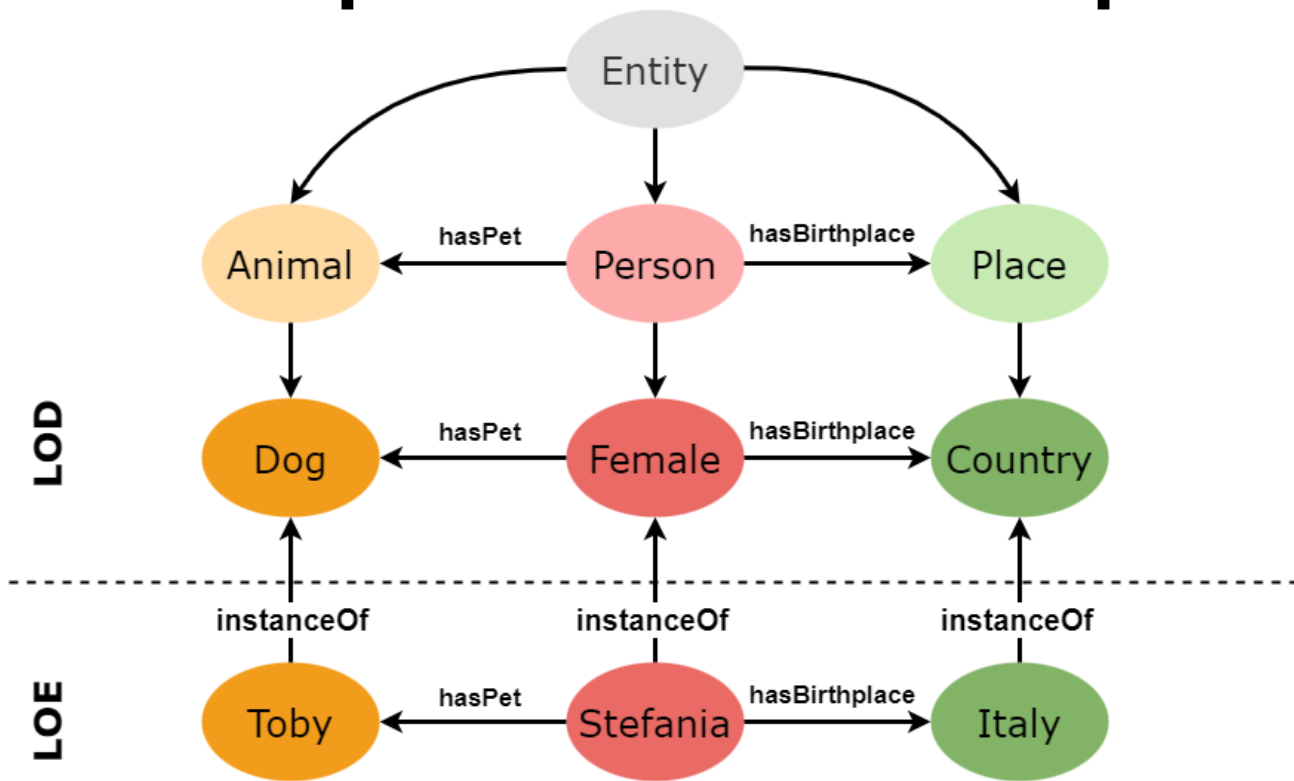 Entity
hasPet
hasBirthplace
Animal
Person
Place
LOD
hasPet
hasBirthplace
Dog
Female
Country
instanceOf
instanceOf
instanceOf
LOE
hasPet
hasBirthplace
Toby
Stefania
Italy